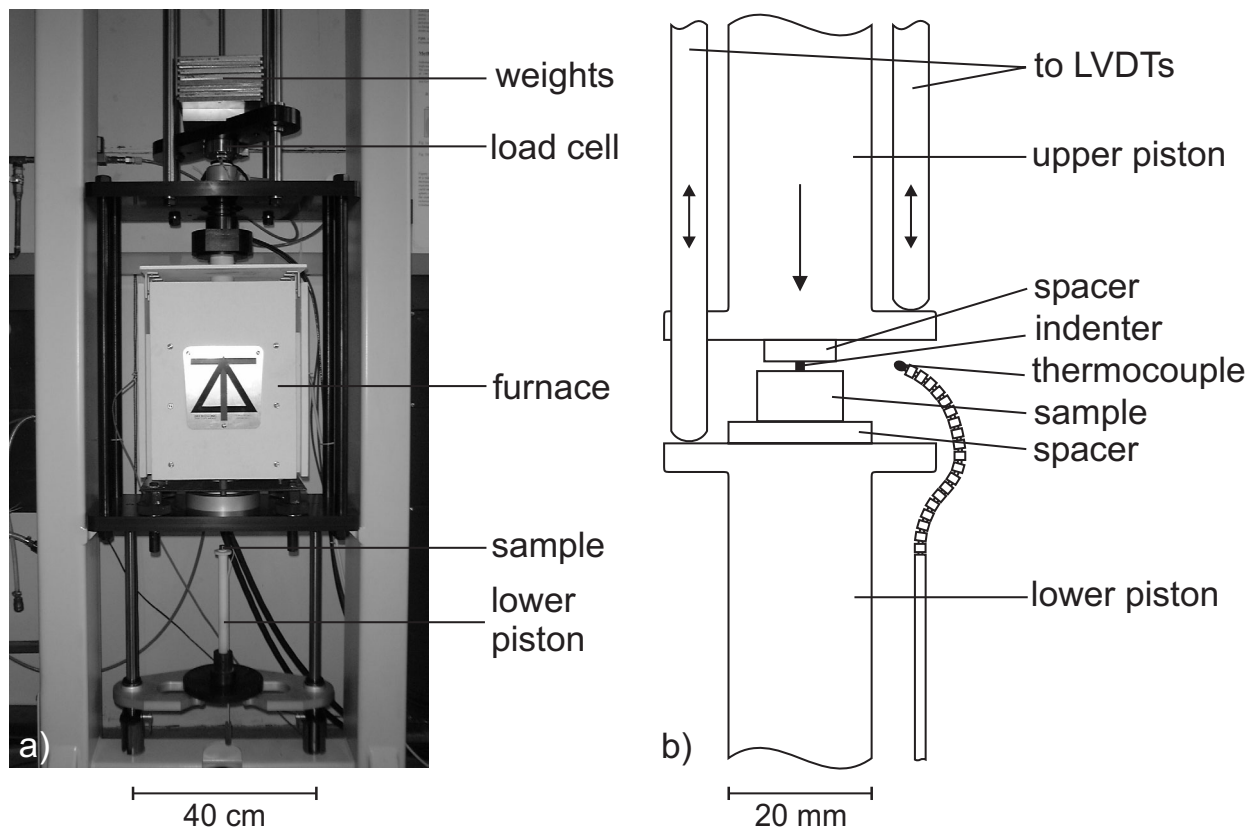 weights
load cell
furnace
sample
lower
piston
a)
40 cm
to LVDTs
upper piston
spacer
indenter
thermocouple
sample
spacer
lower piston
b)
20 mm